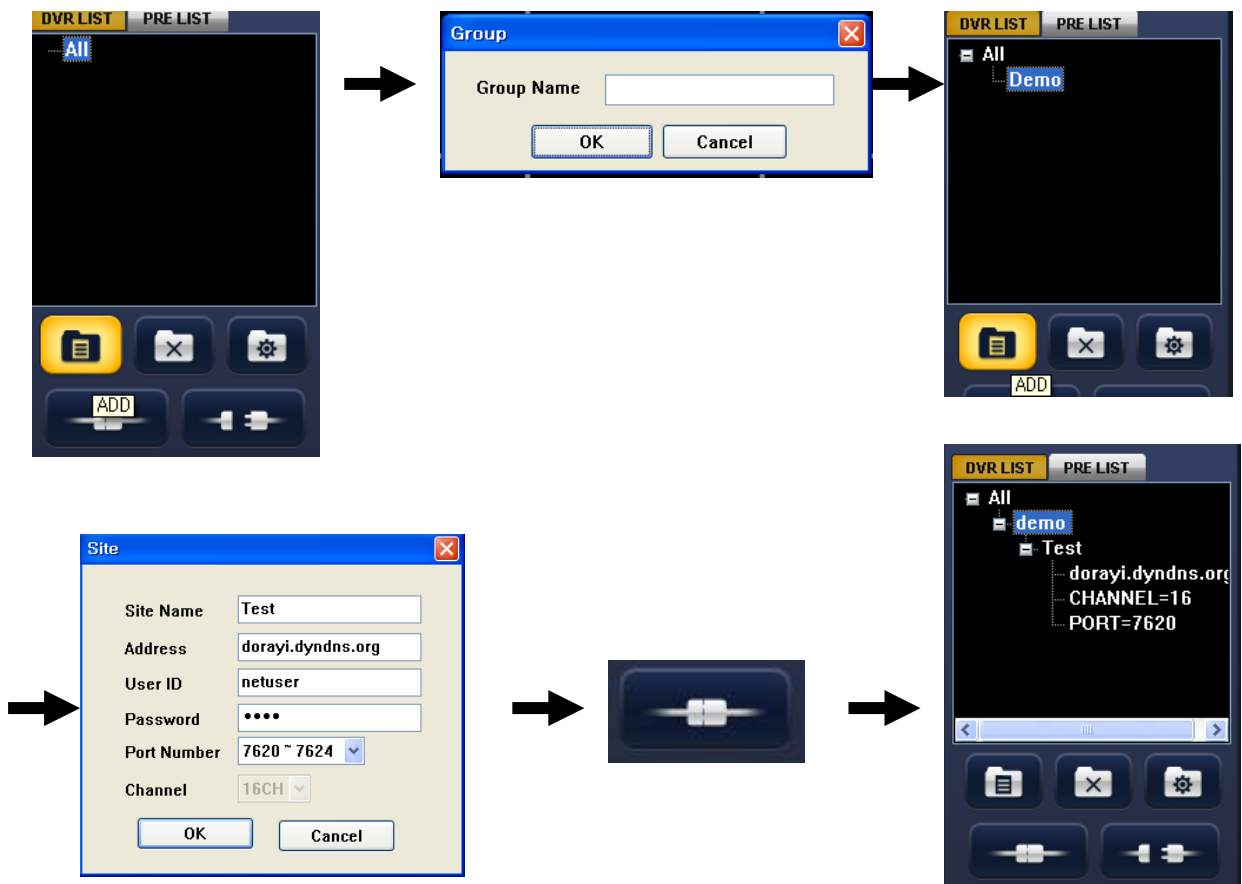 DVR LIST PRE LIST
All
ADD
Group
Group Name
OK Cancel
DVR LIST PRE LIST
All
Demo
ADD
Site
Site Name Test
Address dorayi.dyndns.org
User ID netuser
Password ••••
Port Number 7620 ~ 7624
Channel 16CH
OK Cancel
DVR LIST PRE LIST
All
demo
Test
dorayi.dyndns.org
CHANNEL=16
PORT=7620